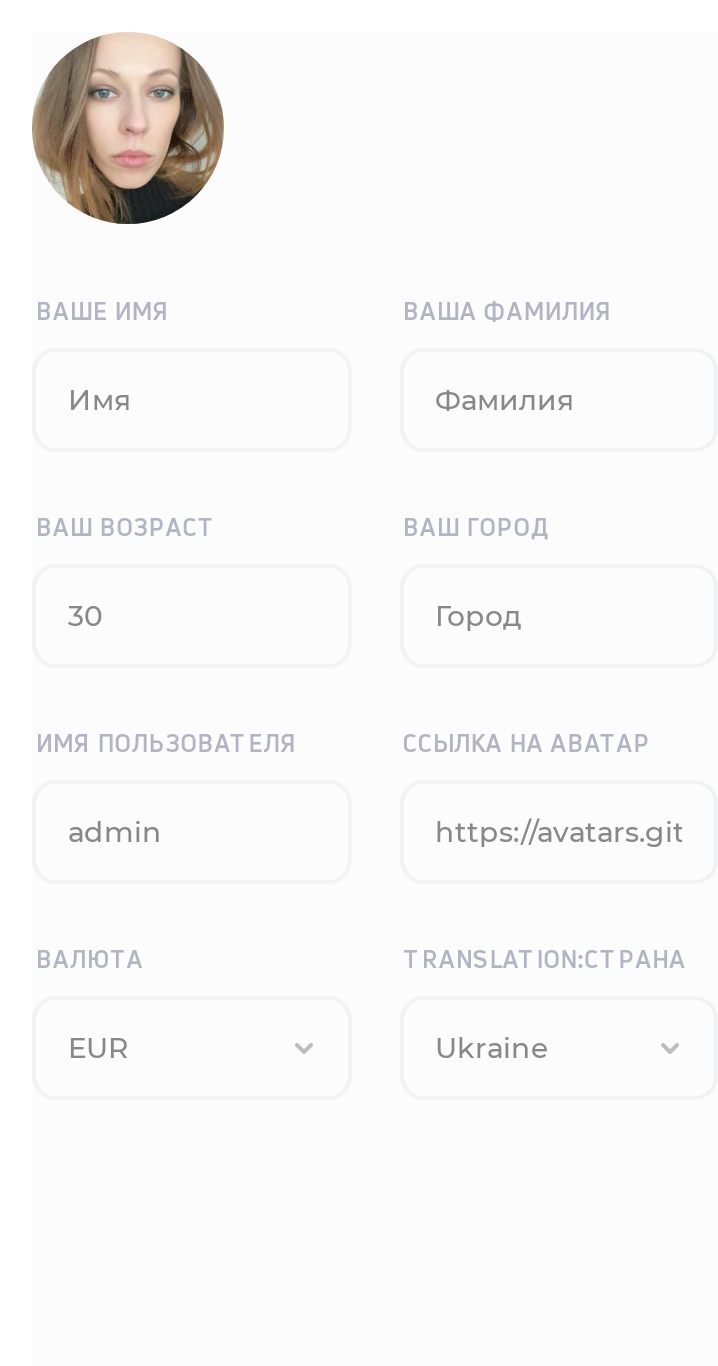 ВАШЕ ИМЯ
ВАША ФАМИЛИЯ
Имя
Фамилия
ВАШ ВОЗРАСТ
ВАШ ГОРОД
30
Город
ИМЯ ПОЛЬЗОВАТЕЛЯ
ССЫЛКА НА АВАТАР
admin
https://avatars.git
ВАЛЮТА
TRANSLATION:СТРАНА
EUR
Ukraine